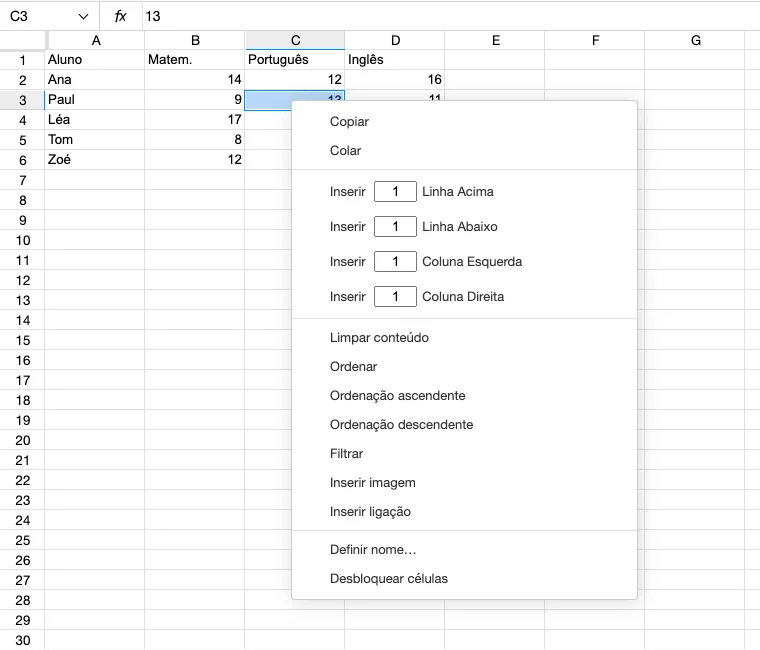 C3 fx 13
A B C D E F G
1 Aluno Matem. Português Inglês
2 Ana 14 12 16
3 Paul 9 13 11
4 Léa 17
5 Tom 8
6 Zoé 12
7
8
9
10
11
12
13
14
15
16
17
18
19
20
21
22
23
24
25
26
27
28
29
30
Copiar
Colar
Inserir 1 Linha Acima
Inserir 1 Linha Abaixo
Inserir 1 Coluna Esquerda
Inserir 1 Coluna Direita
Limpar conteúdo
Ordenar
Ordenação ascendente
Ordenação descendente
Filtrar
Inserir imagem
Inserir ligação
Definir nome…
Desbloquear células